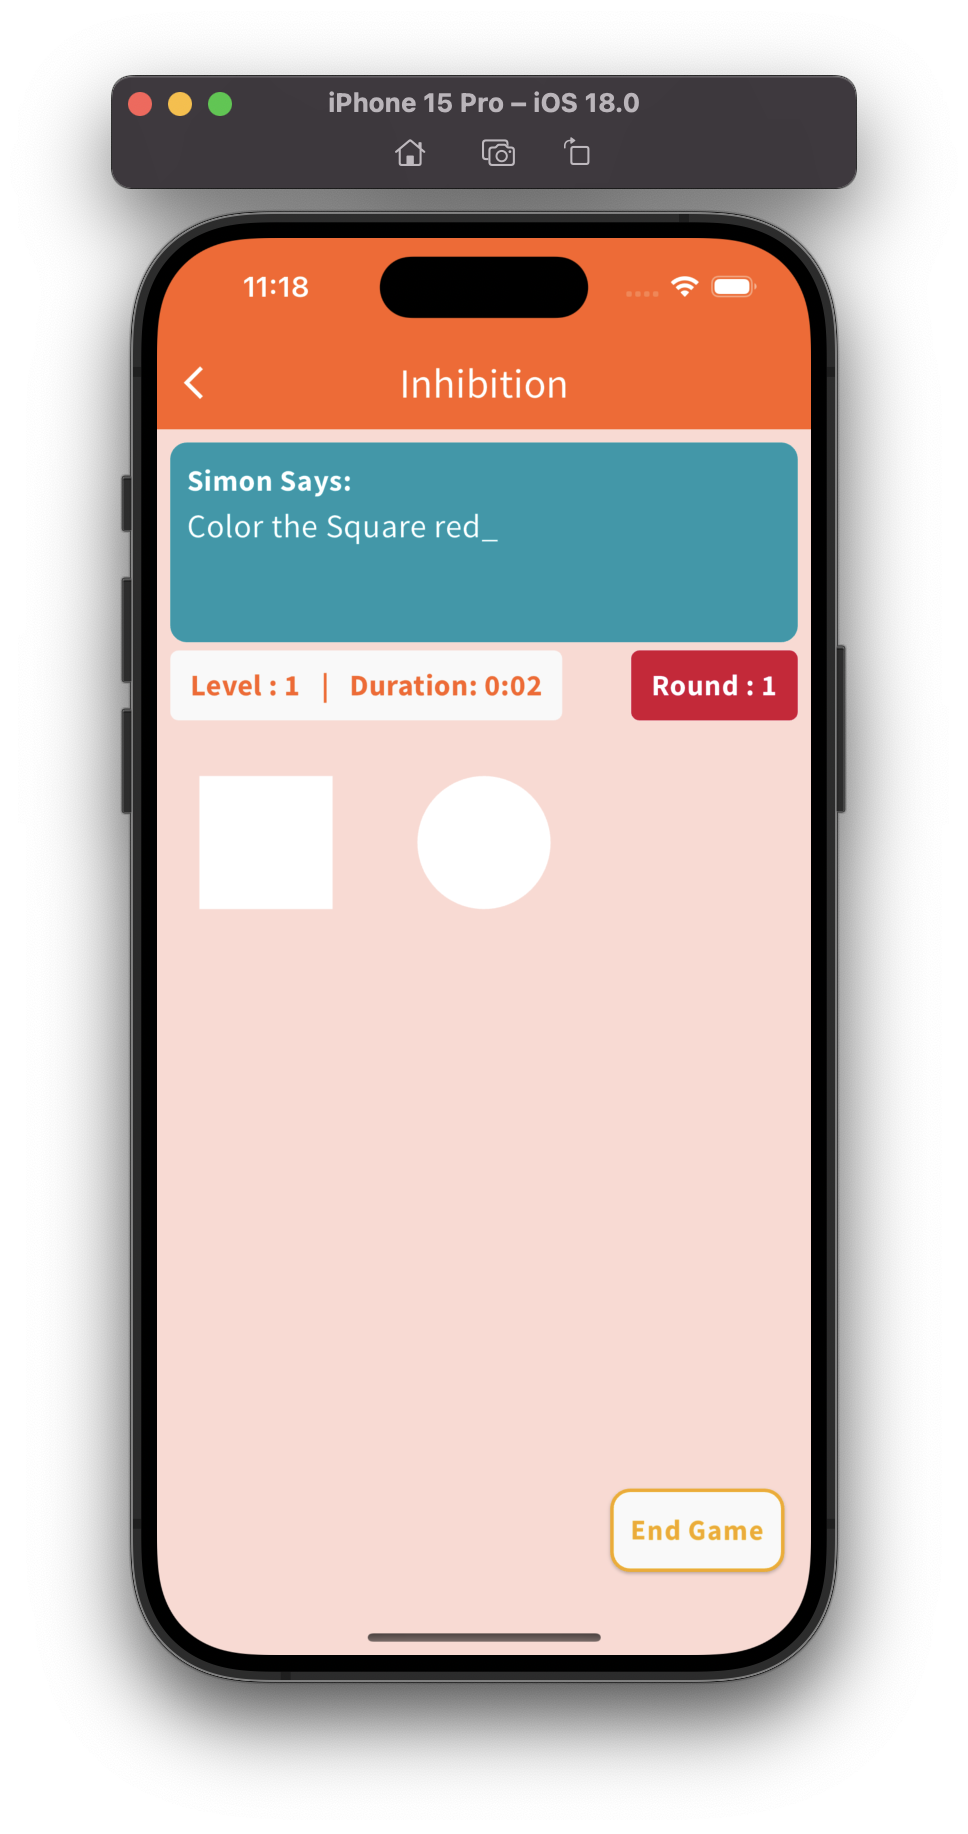 iPhone 15 Pro – iOS 18.0
11:18
Inhibition
Simon Says:
Color the Square red_
Level : 1 | Duration: 0:02
Round : 1
End Game